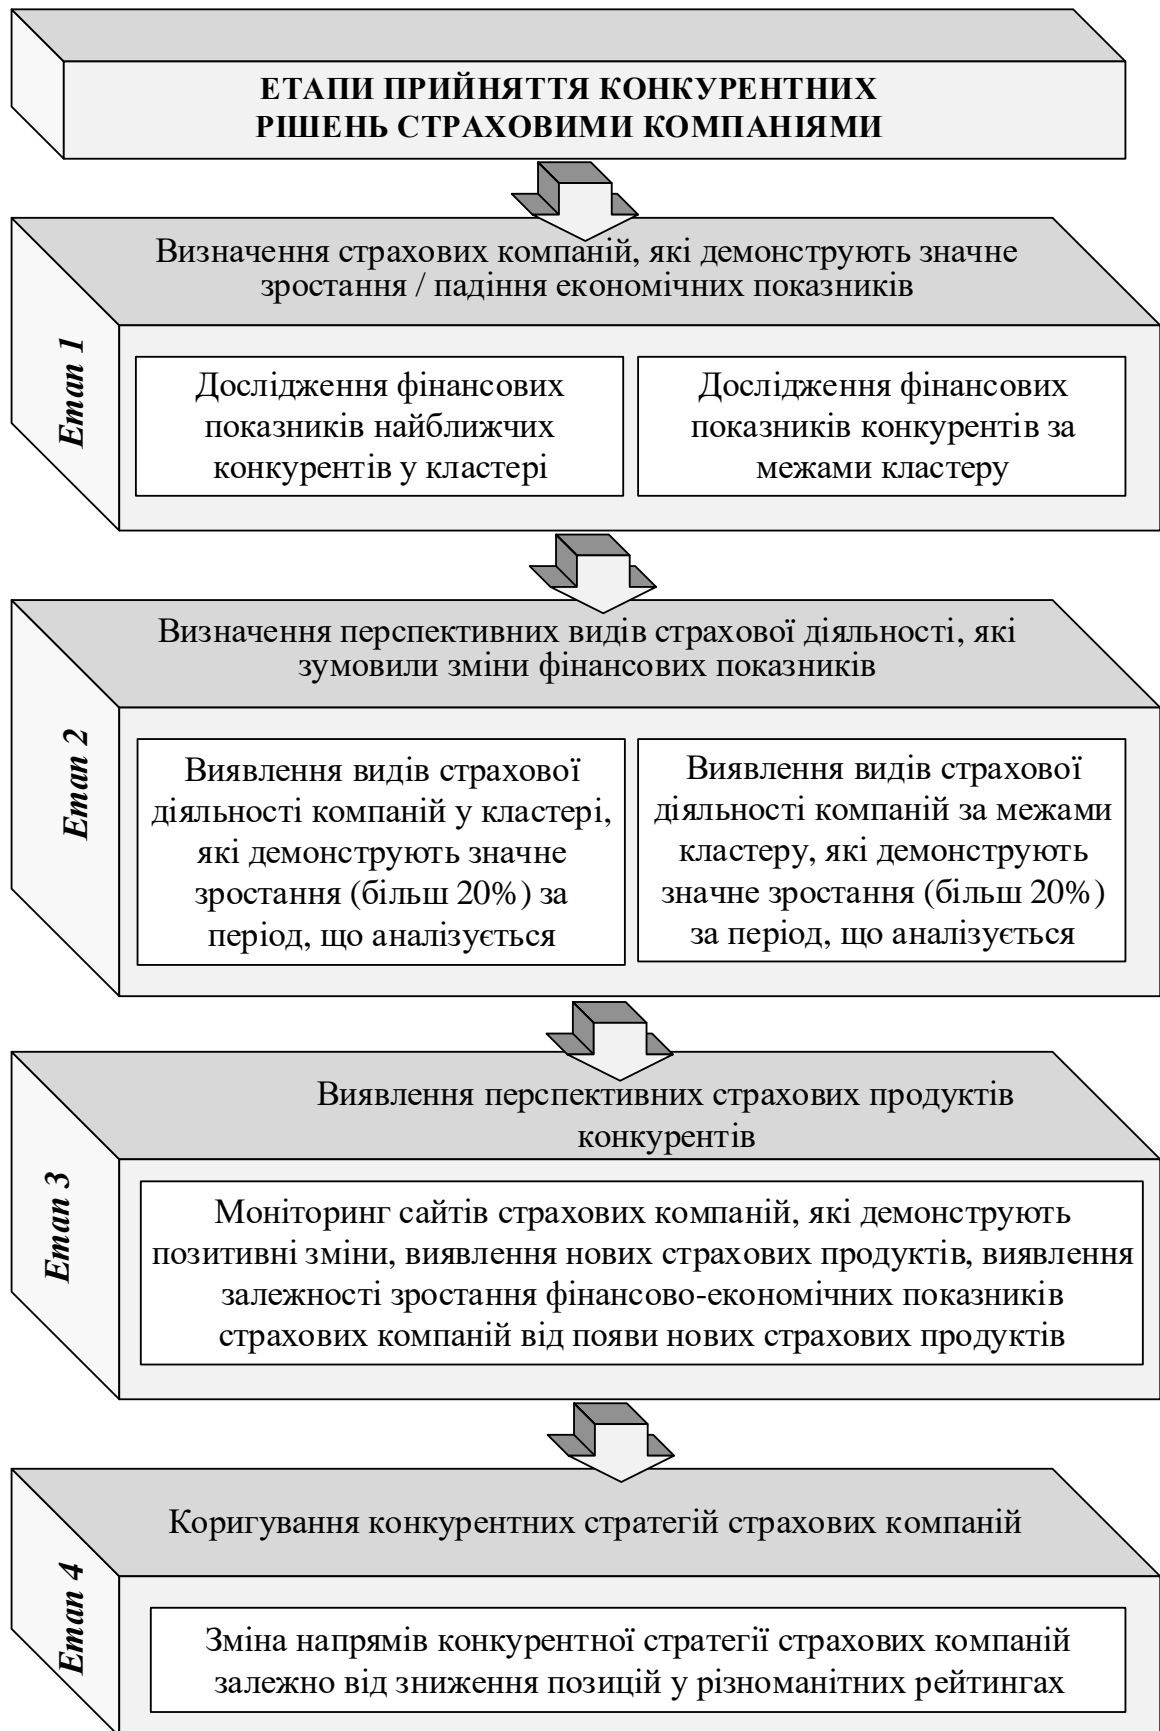 ЕТАПИ ПРИЙНЯТТЯ КОНКУРЕНТНИХ
РІШЕНЬ СТРАХОВИМИ КОМПАНІЯМИ
Визначення страхових компаній, які демонструють значне
зростання / падіння економічних показників
Етап 1
Дослідження фінансових
показників найближчих
конкурентів у кластері
Дослідження фінансових
показників конкурентів за
межами кластеру
Визначення перспективних видів страхової діяльності, які
зумовили зміни фінансових показників
Етап 2
Виявлення видів страхової
діяльності компаній у кластері,
які демонструють значне
зростання (більш 20%) за
період, що аналізується
Виявлення видів страхової
діяльності компаній за межами
кластеру, які демонструють
значне зростання (більш 20%)
за період, що аналізується
Виявлення перспективних страхових продуктів
конкурентів
Етап 3
Моніторинг сайтів страхових компаній, які демонструють
позитивні зміни, виявлення нових страхових продуктів, виявлення
залежності зростання фінансово-економічних показників
страхових компаній від появи нових страхових продуктів
Коригування конкурентних стратегій страхових компаній
Етап 4
Зміна напрямів конкурентної стратегії страхових компаній
залежно від зниження позицій у різноманітних рейтингах